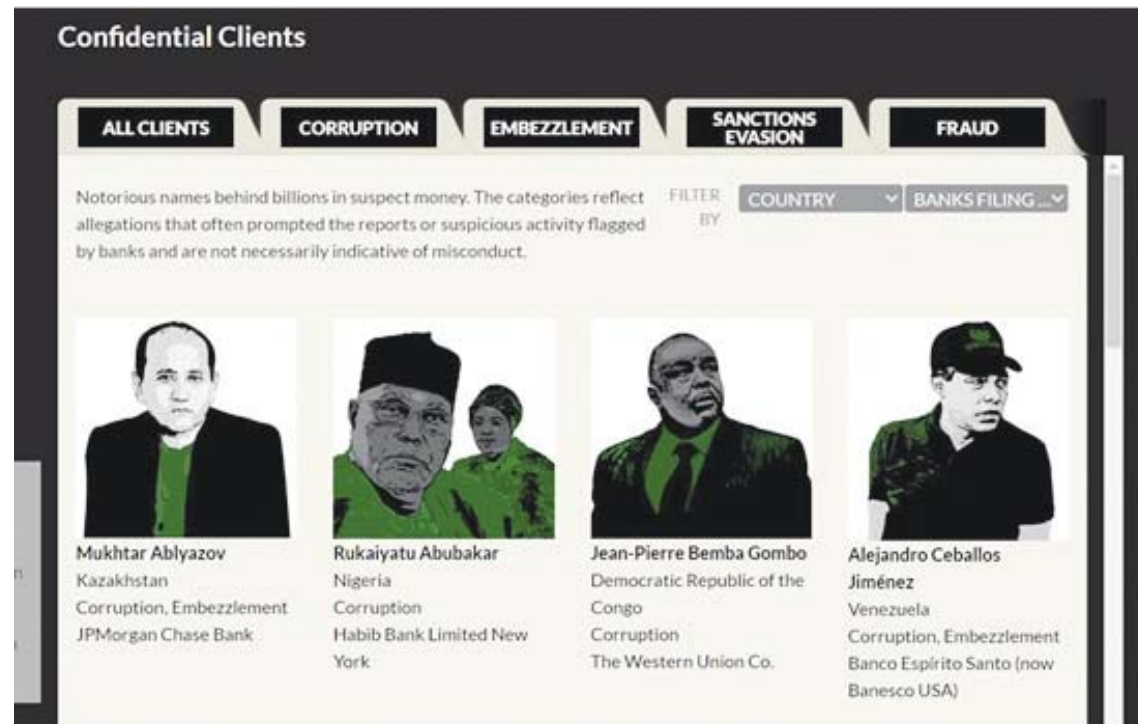 Confidential Clients
ALL CLIENTS
CORRUPTION
EMBEZZLEMENT
SANCTIONS
EVASION
FRAUD
Notorious names behind billions in suspect money. The categories reflect
allegations that often prompted the reports or suspicious activity flagged
by banks and are not necessarily indicative of misconduct.
FILTER
BY
COUNTRY
BANKS FILING ...
Mukhtar Ablyazov
Kazakhstan
Corruption, Embezzlement
JPMorgan Chase Bank
Rukaiyatu Abubakar
Nigeria
Corruption
Habib Bank Limited New
York
Jean-Pierre Bemba Gombo
Democratic Republic of the
Congo
Corruption
The Western Union Co.
Alejandro Ceballos
Jiménez
Venezuela
Corruption, Embezzlement
Banco Espírito Santo (now
Banesco USA)